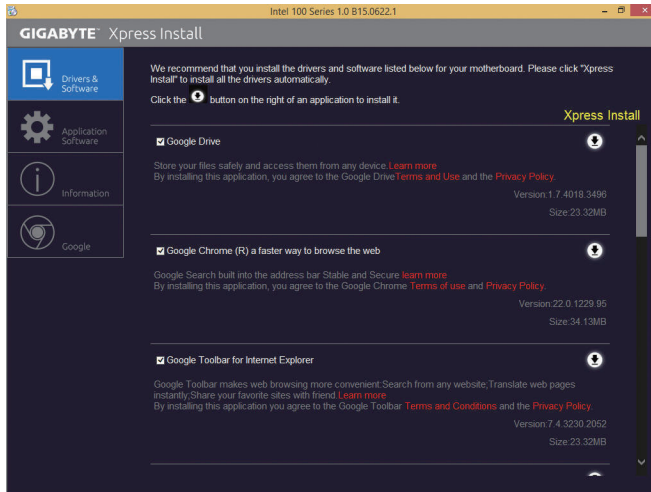 Intel 100 Series 1.0 B15.0622.1
GIGABYTE™ Xpress Install
Drivers &
Software
Application
Software
Information
Google
We recommend that you install the drivers and software listed below for your motherboard. Please click "Xpress
Install" to install all the drivers automatically.
Click the button on the right of an application to install it.
Xpress Install
Google Drive
Store your files safely and access them from any device.Learn more
By installing this application, you agree to the Google DriveTerms and Use and the Privacy Policy.
Version:1.7.4018.3496
Size:23.32MB
Google Chrome (R) a faster way to browse the web
Google Search built into the address bar Stable and Secure learn more
By installing this application, you agree to the Google Chrome Terms of use and Privacy Policy.
Version:22.0.1229.95
Size:34.13MB
Google Toolbar for Internet Explorer
Google Toolbar makes web browsing more convenient:Search from any website;Translate web pages
instantly;Share your favorite sites with friend.Learn more
By installing this application you agree to the Google Toolbar Terms and Conditions and the Privacy Policy.
Version:7.4.3230.2052
Size:23.32MB